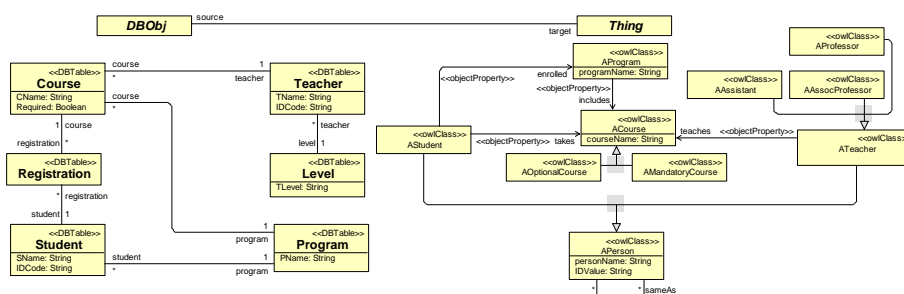 DBObj
source
target
Thing
<<DBTable>>
Course
CName: String
Required: Boolean
course
*
1
teacher
<<DBTable>>
Teacher
TName: String
IDCode: String
course
*
1 course
registration *
* teacher
level 1
<<DBTable>>
Registration
<<DBTable>>
Level
TLevel: String
* registration
student 1
<<DBTable>>
Student
SName: String
IDCode: String
student
*
1
program
1
program
<<DBTable>>
Program
PName: String
<<owlClass>>
AProgram
programName: String
<<objectProperty>>
enrolled
<<objectProperty>>
includes
<<owlClass>>
AProfessor
<<owlClass>>
AAssistant
<<owlClass>>
AAssocProfessor
<<owlClass>>
AStudent
<<objectProperty>>
takes
<<owlClass>>
ACourse
courseName: String
teaches
<<objectProperty>>
<<owlClass>>
ATeacher
<<owlClass>>
AOptionalCourse
<<owlClass>>
AMandatoryCourse
<<owlClass>>
APerson
personName: String
IDValue: String
*
*
sameAs